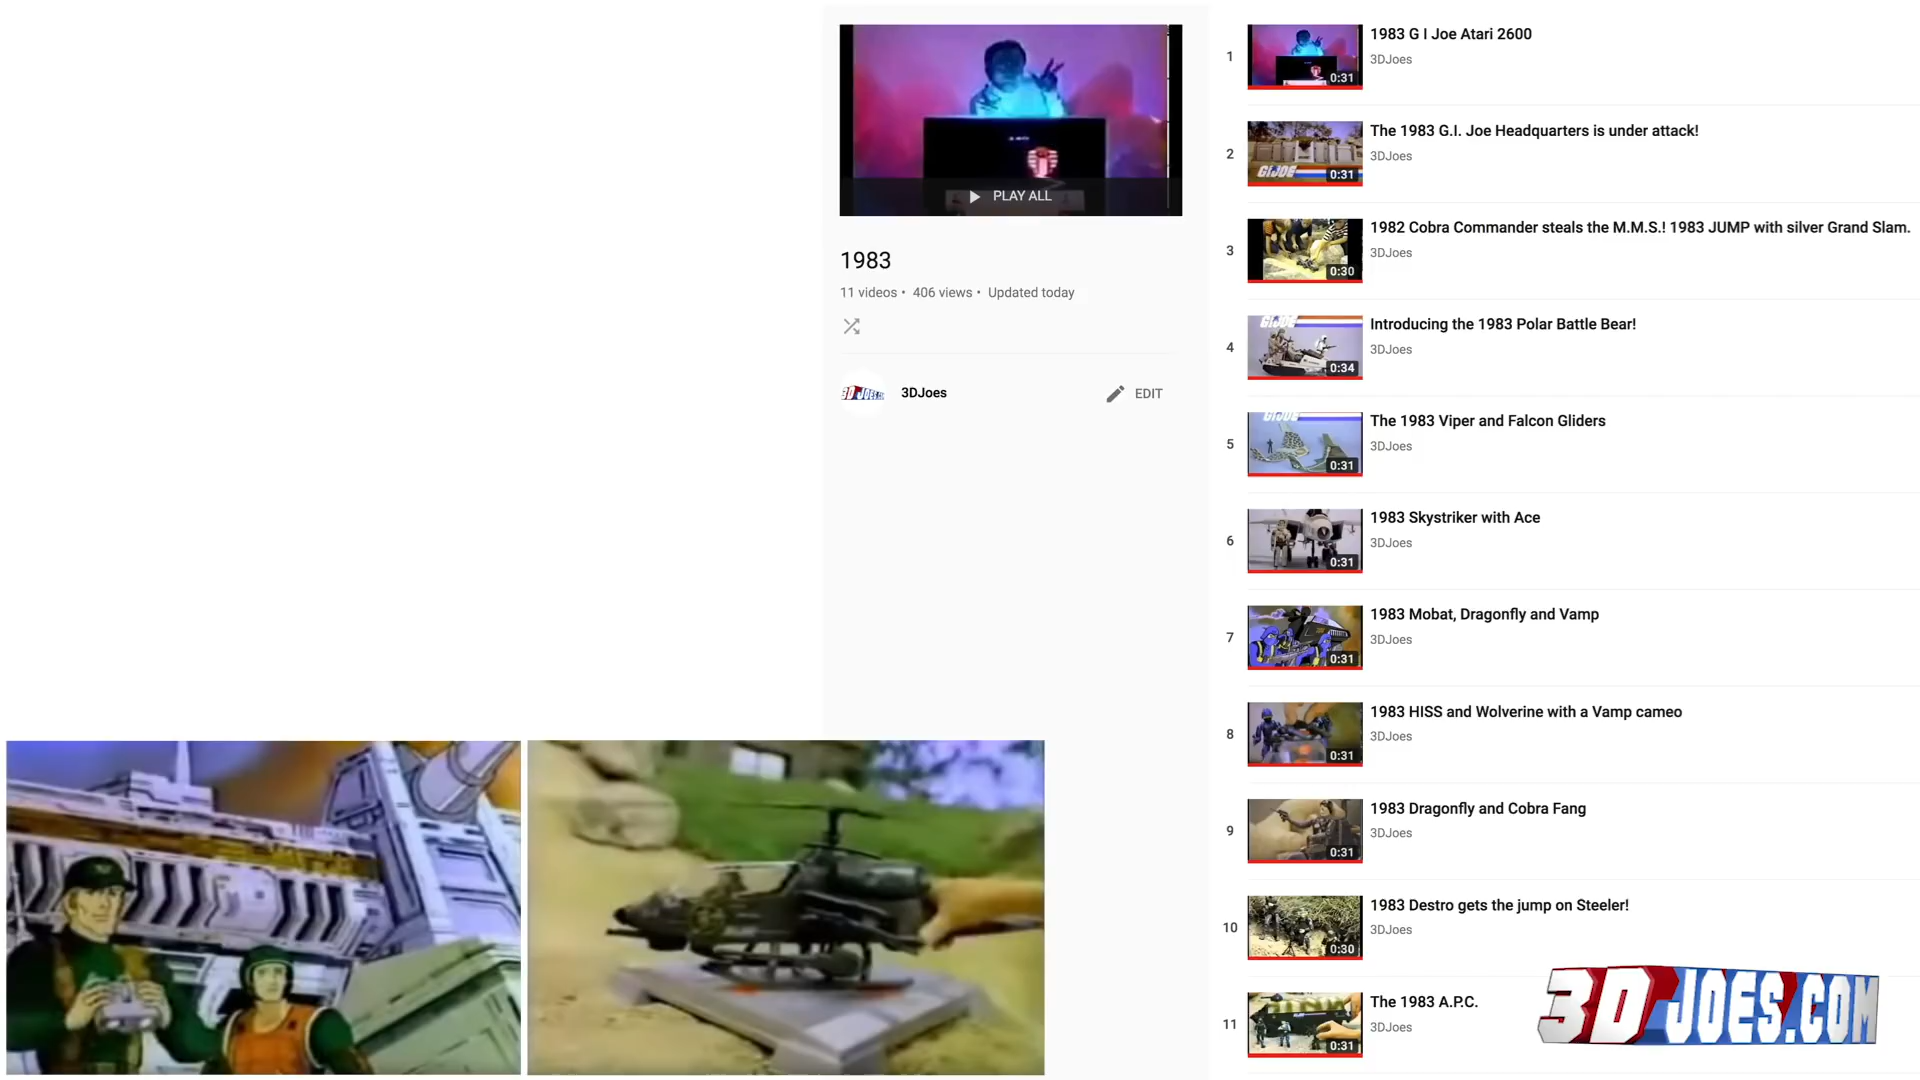 PLAY ALL
1983
11 videos • 406 views • Updated today
3DJoes
EDIT
1
0:31
1983 G I Joe Atari 2600
3DJoes
2
GIJOE
0:31
The 1983 G.I. Joe Headquarters is under attack!
3DJoes
3
0:30
1982 Cobra Commander steals the M.M.S.! 1983 JUMP with silver Grand Slam.
3DJoes
4
GIJOE
0:34
Introducing the 1983 Polar Battle Bear!
3DJoes
5
GIJOE
0:31
The 1983 Viper and Falcon Gliders
3DJoes
6
0:31
1983 Skystriker with Ace
3DJoes
7
0:31
1983 Mobat, Dragonfly and Vamp
3DJoes
8
0:31
1983 HISS and Wolverine with a Vamp cameo
3DJoes
9
0:31
1983 Dragonfly and Cobra Fang
3DJoes
10
0:30
1983 Destro gets the jump on Steeler!
3DJoes
11
0:31
The 1983 A.P.C.
3DJoes
3DJOES.COM